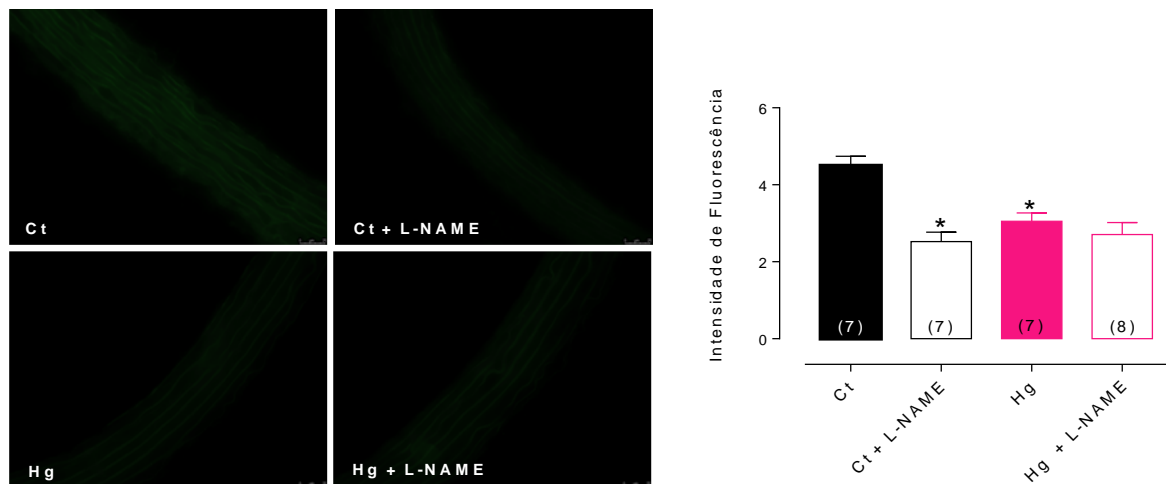 Ct
Ct + L-NAME
Hg
Hg + L-NAME
Intensidade de Fluorescência
6
4
2
0
*
*
(7)
(7)
(7)
(8)
Ct
Ct + L-NAME
Hg
Hg + L-NAME